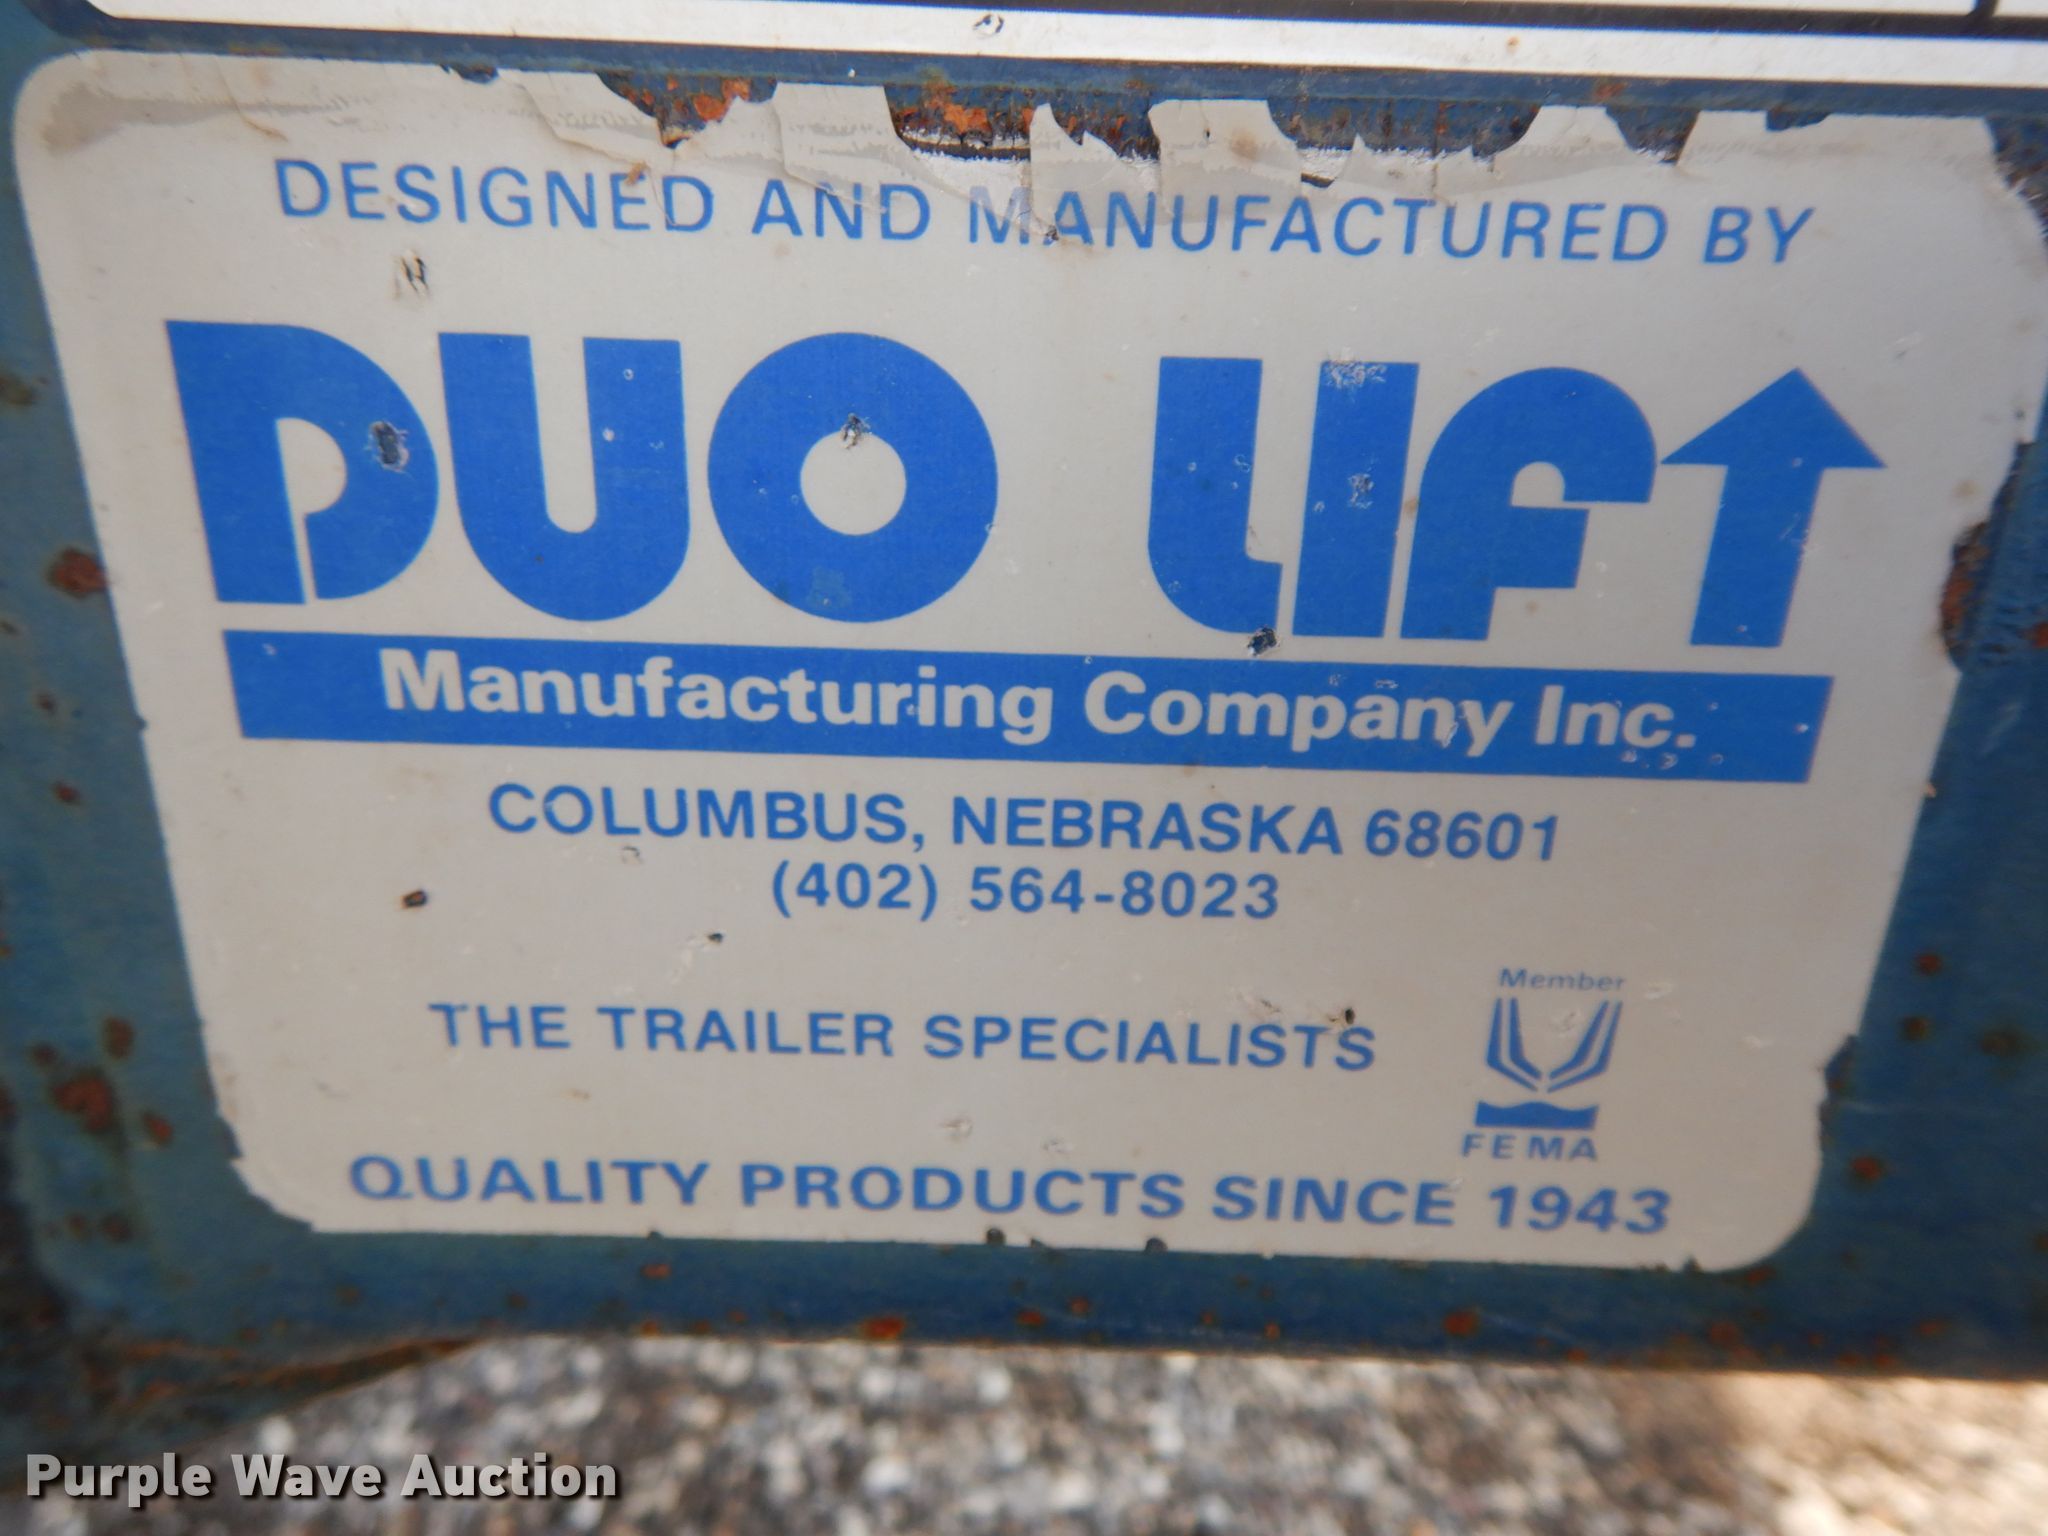 DESIGNED AND MANUFACTURED BY
DUO LIFT
Manufacturing Company Inc.
COLUMBUS, NEBRASKA 68601
(402) 564-8023
Member
THE TRAILER SPECIALISTS
FEMA
QUALITY PRODUCTS SINCE 1943
Purple Wave Auction